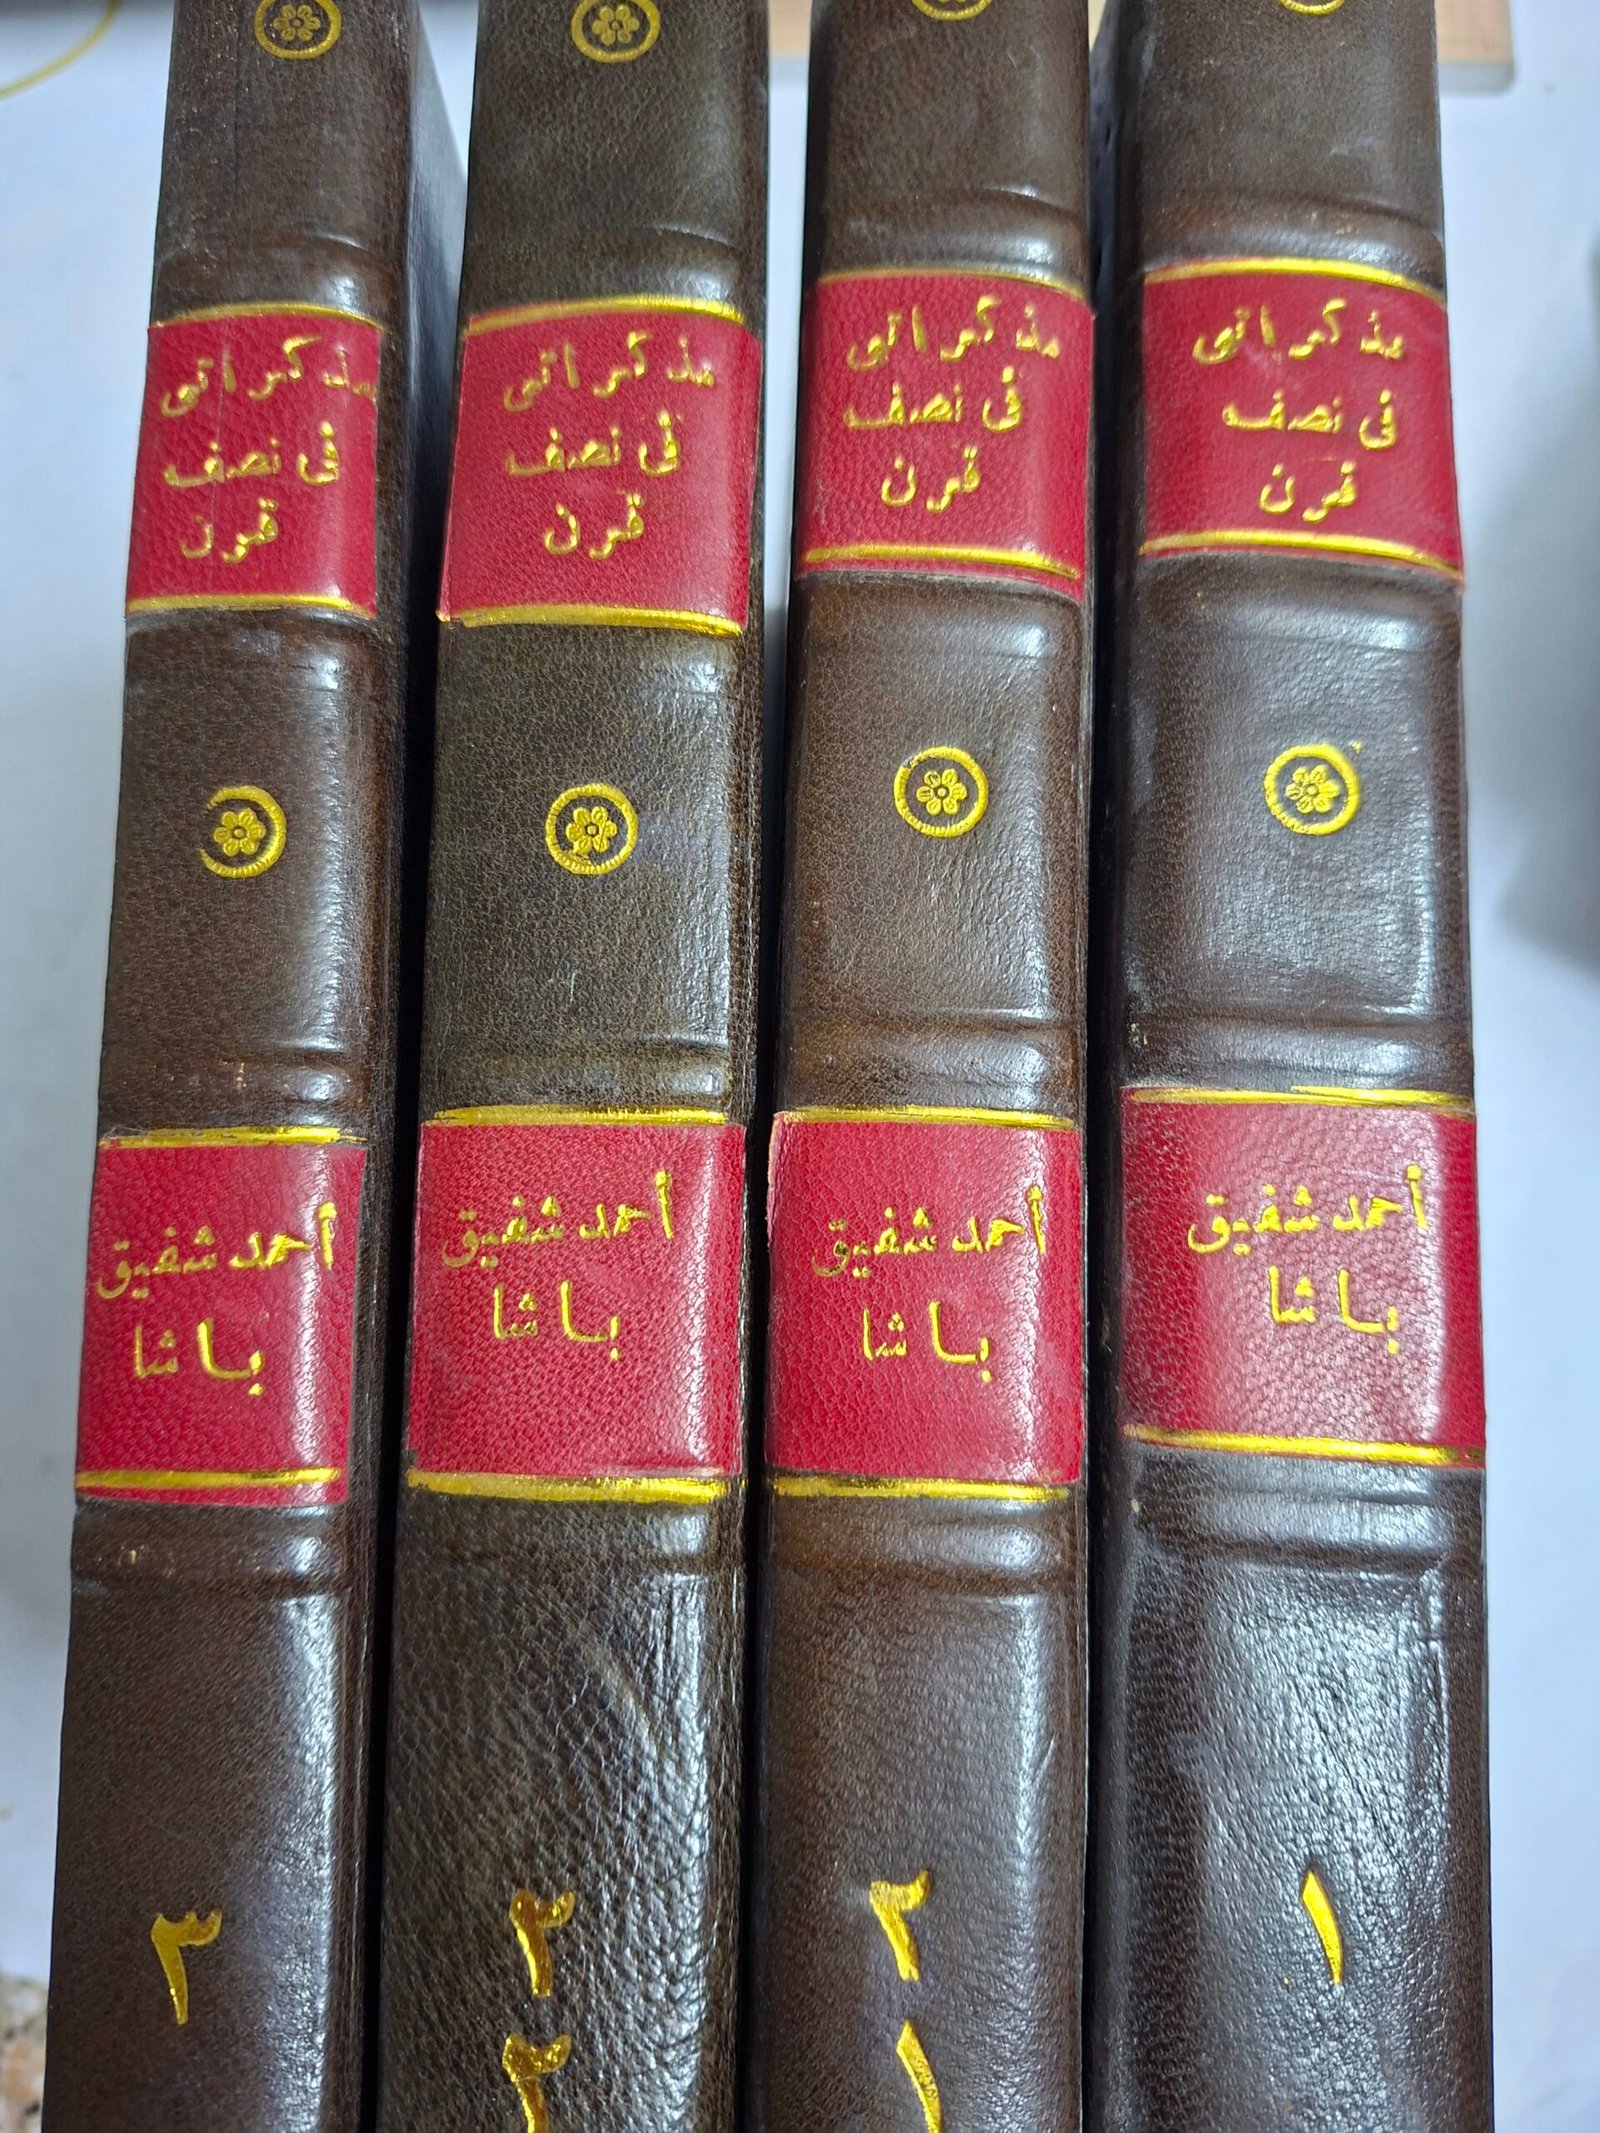 مذكراتى
فى نصف
قرن
أحمد شفيق
باشا
١
مذكراتى
فى نصف
قرن
أحمد شفيق
باشا
٢
١
مذكراتى
فى نصف
قرن
أحمد شفيق
باشا
٢
٢
مذكراتى
فى نصف
قرن
أحمد شفيق
باشا
٣